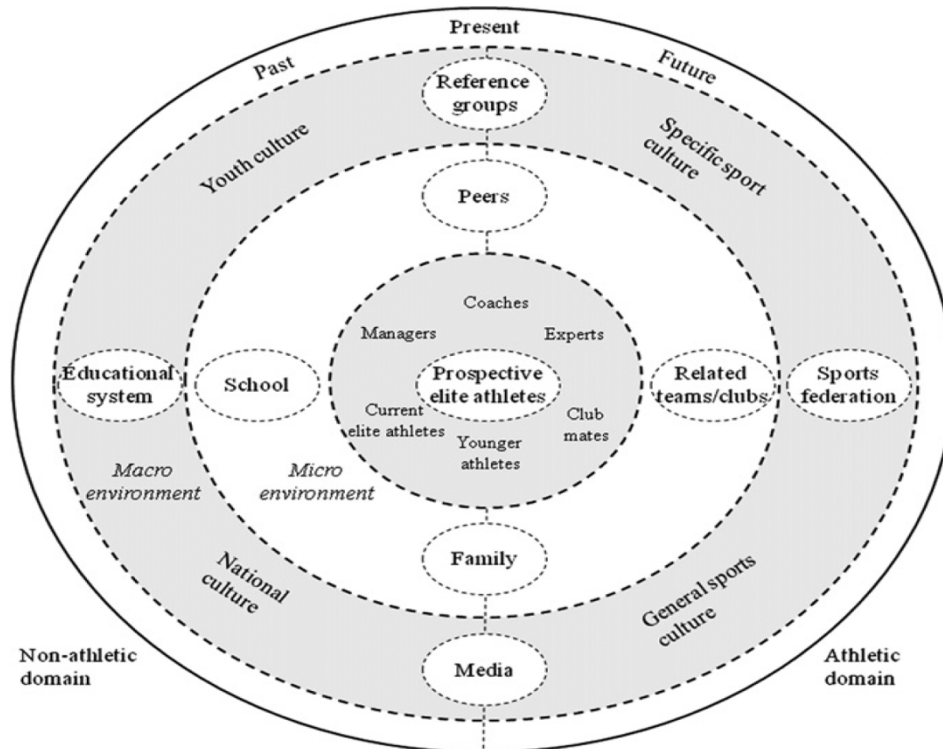 Present
Past
Future
Reference
groups
Youth culture
Specific sport
culture
Peers
Coaches
Managers
Experts
Educational
system
School
Prospective
elite athletes
Related
teams/clubs
Sports
federation
Current
elite athletes
Club
mates
Younger
athletes
Macro
environment
Micro
environment
Family
National
culture
General sports
culture
Non-athletic
domain
Media
Athletic
domain